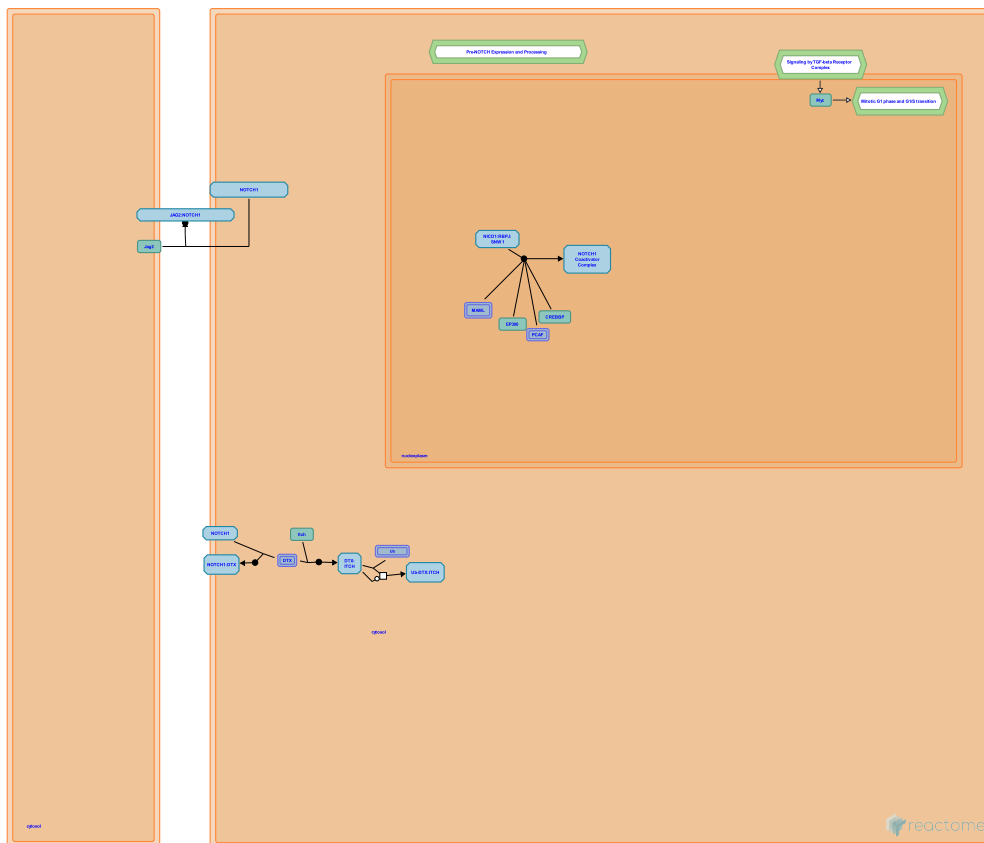 Pre-NOTCH Expression and Processing
Signaling by TGF-beta Receptor
Complex
Myc
Mitotic G1 phase and G1/S transition
NOTCH1
JAG2:NOTCH1
Jag2
NICD1:RBPJ:
SNW1
NOTCH1
Coactivator
Complex
MAML
EP300
CREBBP
PCAF
nucleoplasm
NOTCH1
Itch
NOTCH1:DTX
DTX
DTX:
ITCH
Ub
Ub:DTX:ITCH
cytosol
cytosol
reactome